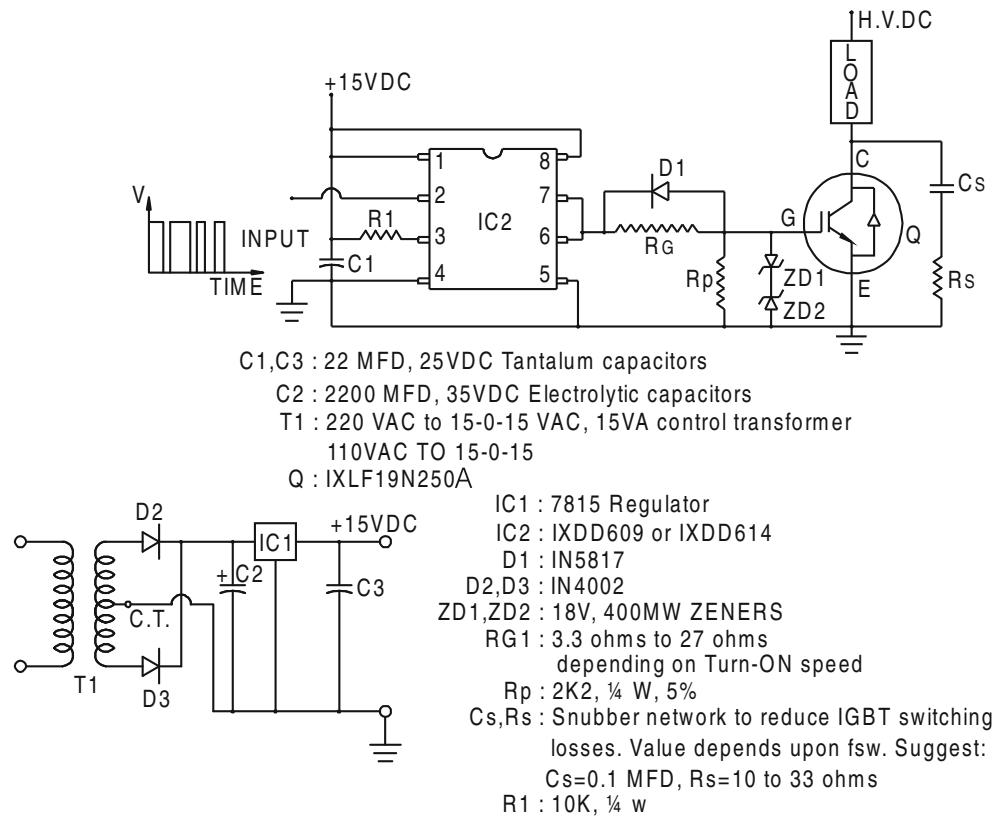 H.V.DC
LOAD
+15VDC
V
INPUT
TIME
R1
C1
1
2
3
4
IC2
8
7
6
5
D1
RG
Rp
ZD1
ZD2
G
C
E
Q
Cs
Rs
C1,C3 : 22 MFD, 25VDC Tantalum capacitors
C2 : 2200 MFD, 35VDC Electrolytic capacitors
T1 : 220 VAC to 15-0-15 VAC, 15VA control transformer
110VAC TO 15-0-15
Q : IXLF19N250A
IC1 : 7815 Regulator
IC2 : IXDD609 or IXDD614
D1 : IN5817
D2,D3 : IN4002
ZD1,ZD2 : 18V, 400MW ZENERS
RG1 : 3.3 ohms to 27 ohms
depending on Turn-ON speed
Rp : 2K2, ¼ W, 5%
Cs,Rs : Snubber network to reduce IGBT switching
losses. Value depends upon fsw. Suggest:
Cs=0.1 MFD, Rs=10 to 33 ohms
R1 : 10K, ¼ w
D2
IC1
+15VDC
+
C2
C3
C.T.
T1
D3